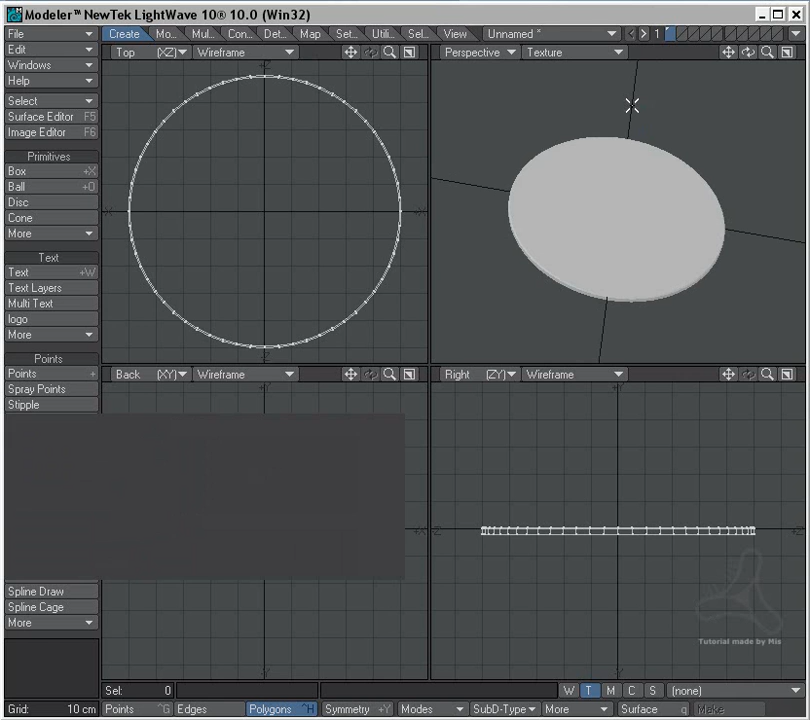 Modeler™ NewTek LightWave 10® 10.0 (Win32)
File Create Mo... Mul... Con... Det... Map Set... Utili... Sel... View Unnamed * 1
Edit Top (XZ) Wireframe Perspective Texture
Windows
Help
Select
Surface Editor F5
Image Editor F6
Primitives
Box +X
Ball +O
Disc
Cone
More
Text
Text +W
Text Layers
Multi Text
logo
More
Points
Points +
Back (XY) Wireframe Right (ZY) Wireframe
Spray Points
Stipple
Spline Draw
Spline Cage
More
Tutorial made by Mis
Sel: 0 W T M C S (none)
Grid: 10 cm Points ^G Edges Polygons ^H Symmetry +Y Modes SubD-Type More Surface q Make